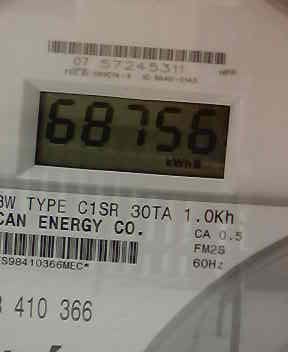 07 57245311
68756
kWh
3W TYPE C1SR 30TA 1.0Kh
CAN ENERGY CO.
CA 0.5
FM2S
60Hz
S98410366MEC*
410 366